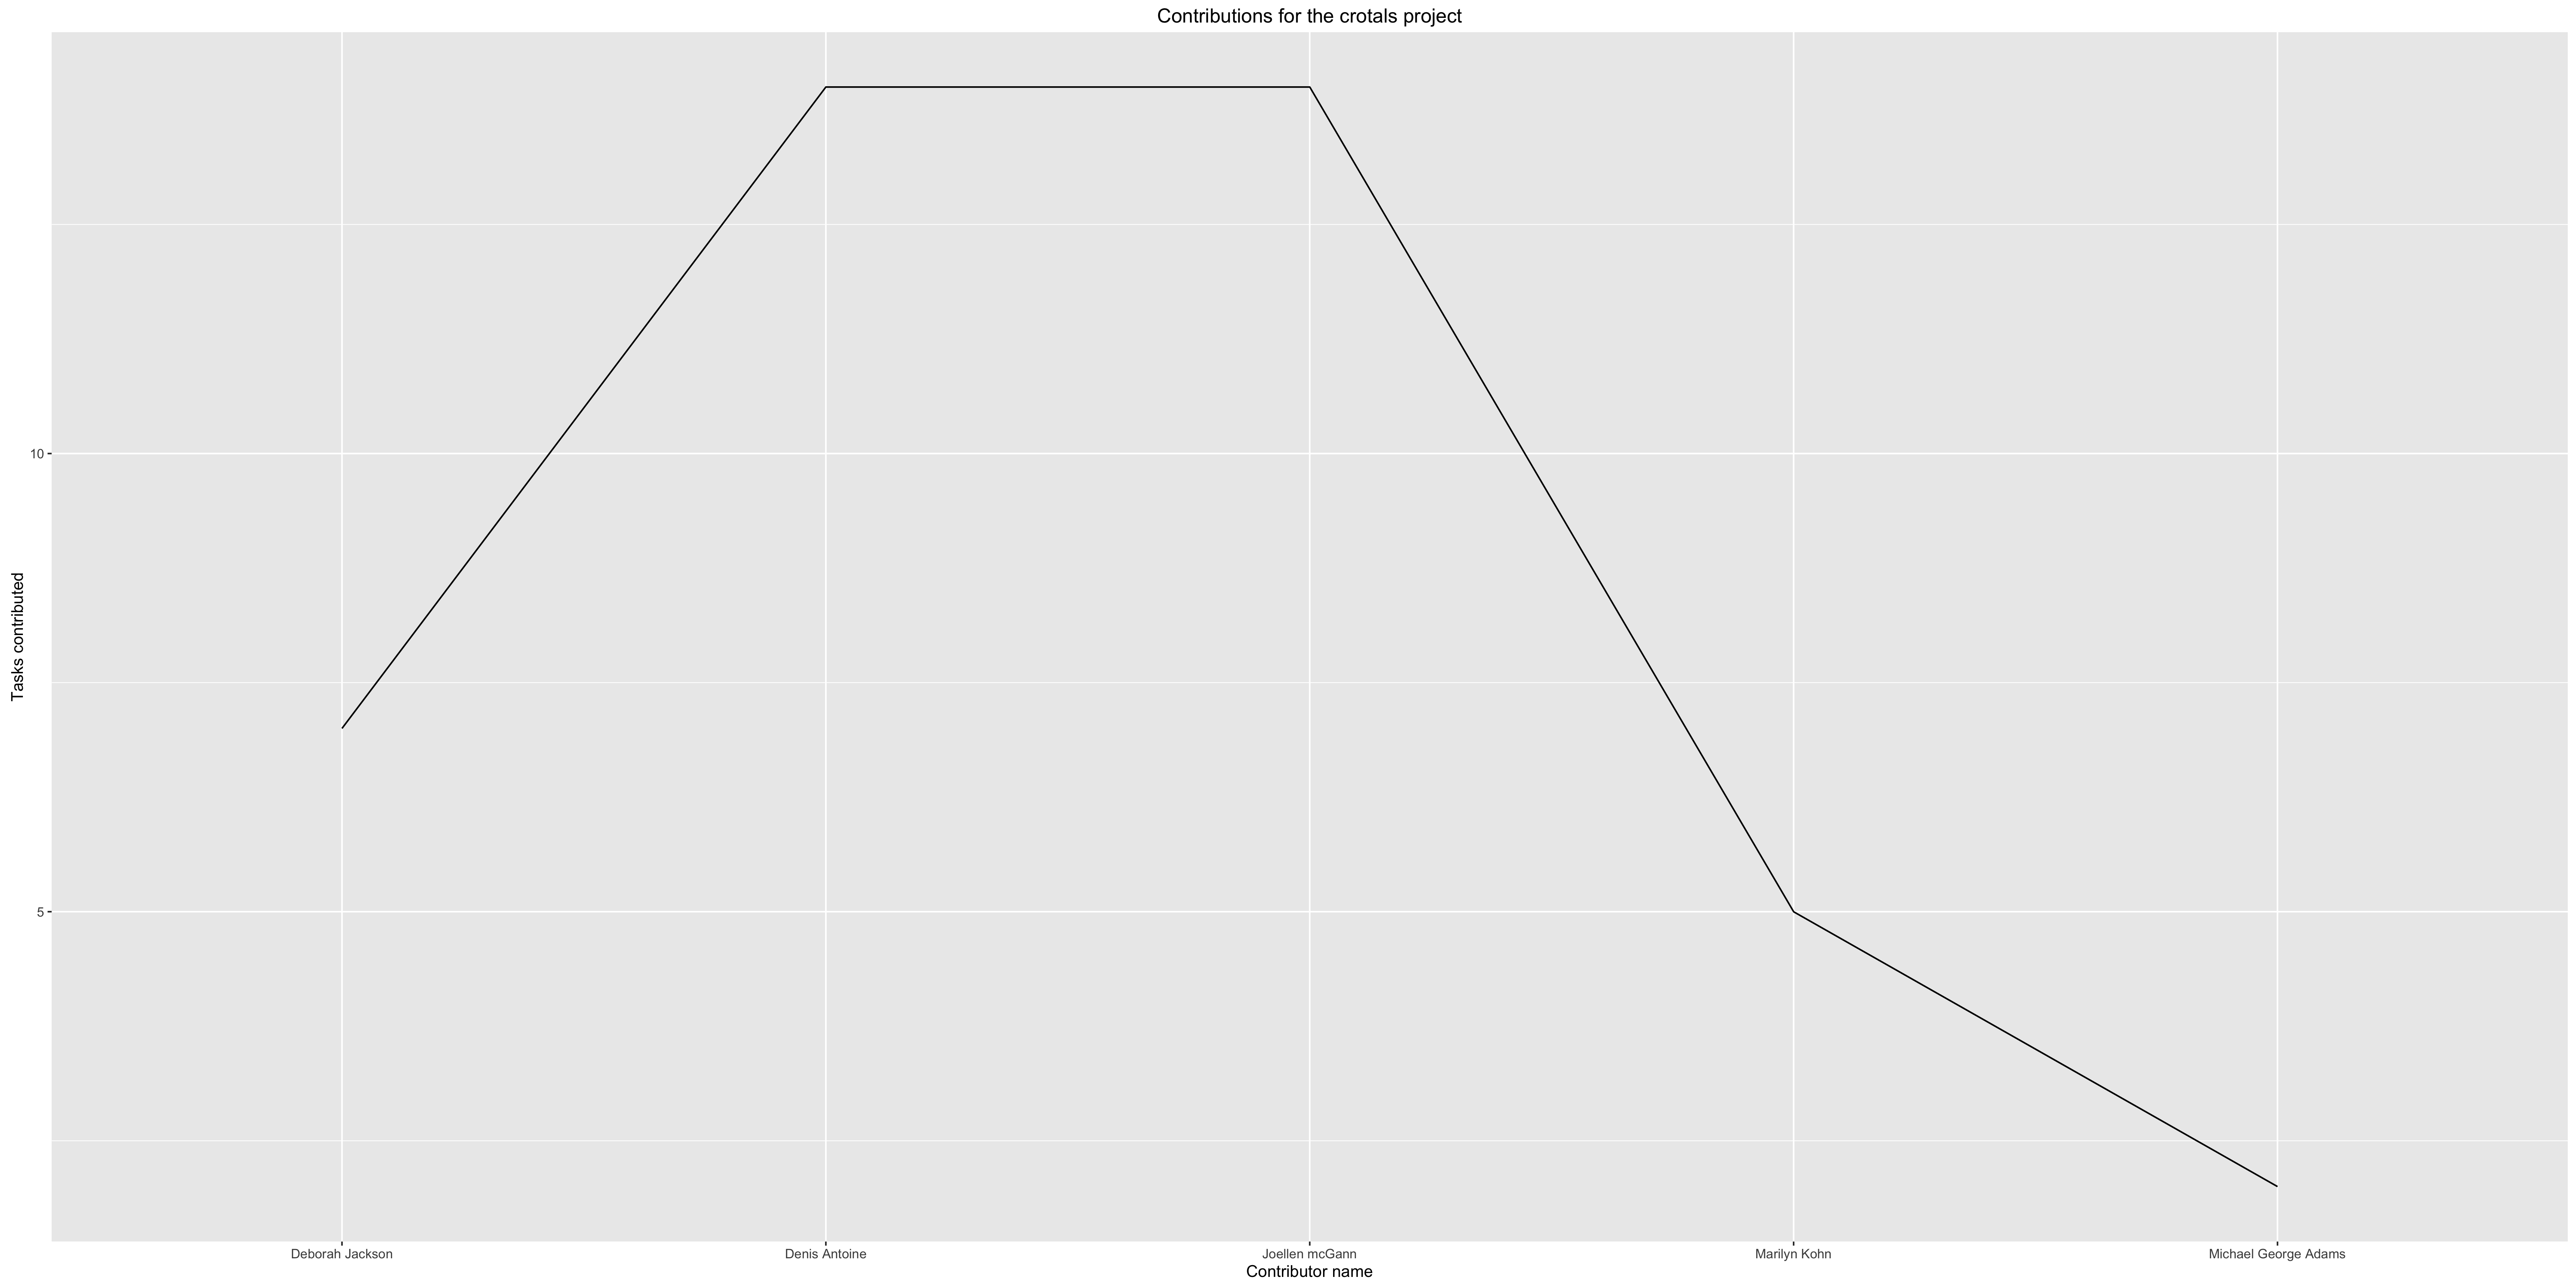 Contributions for the crotals project
Tasks contributed
10
5
Deborah Jackson
Denis Antoine
Joellen mcGann
Marilyn Kohn
Michael George Adams
Contributor name